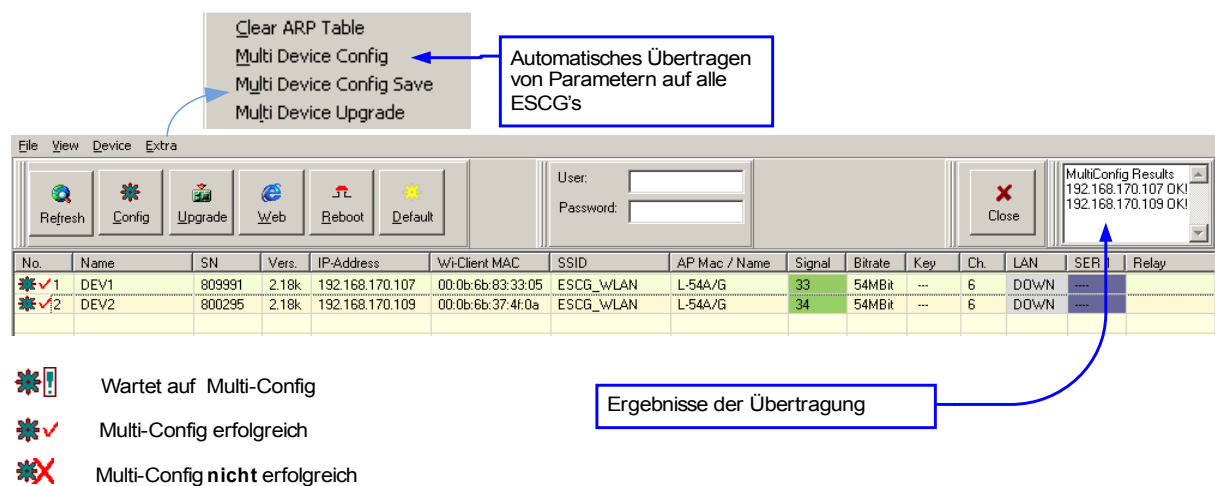 Clear ARP Table
Multi Device Config
Multi Device Config Save
Multi Device Upgrade
Automatisches Übertragen
von Parametern auf alle
ESCG's
File View Device Extra
Refresh Config Upgrade Web Reboot Default
User:
Password:
Close
MultiConfig Results
192.168.170.107 OK!
192.168.170.109 OK!
No. Name SN Vers. IP-Address Wi-Client MAC SSID AP Mac / Name Signal Bitrate Key Ch. LAN SER 1 Relay
1 DEV1 809991 2.18k 192.168.170.107 00:0b:6b:83:33:05 ESCG_WLAN L-54A/G 33 54MBit --- 6 DOWN ----
2 DEV2 800295 2.18k 192.168.170.109 00:0b:6b:37:4f:0a ESCG_WLAN L-54A/G 34 54MBit --- 6 DOWN ----
Wartet auf Multi-Config
Multi-Config erfolgreich
Multi-Config nicht erfolgreich
Ergebnisse der Übertragung